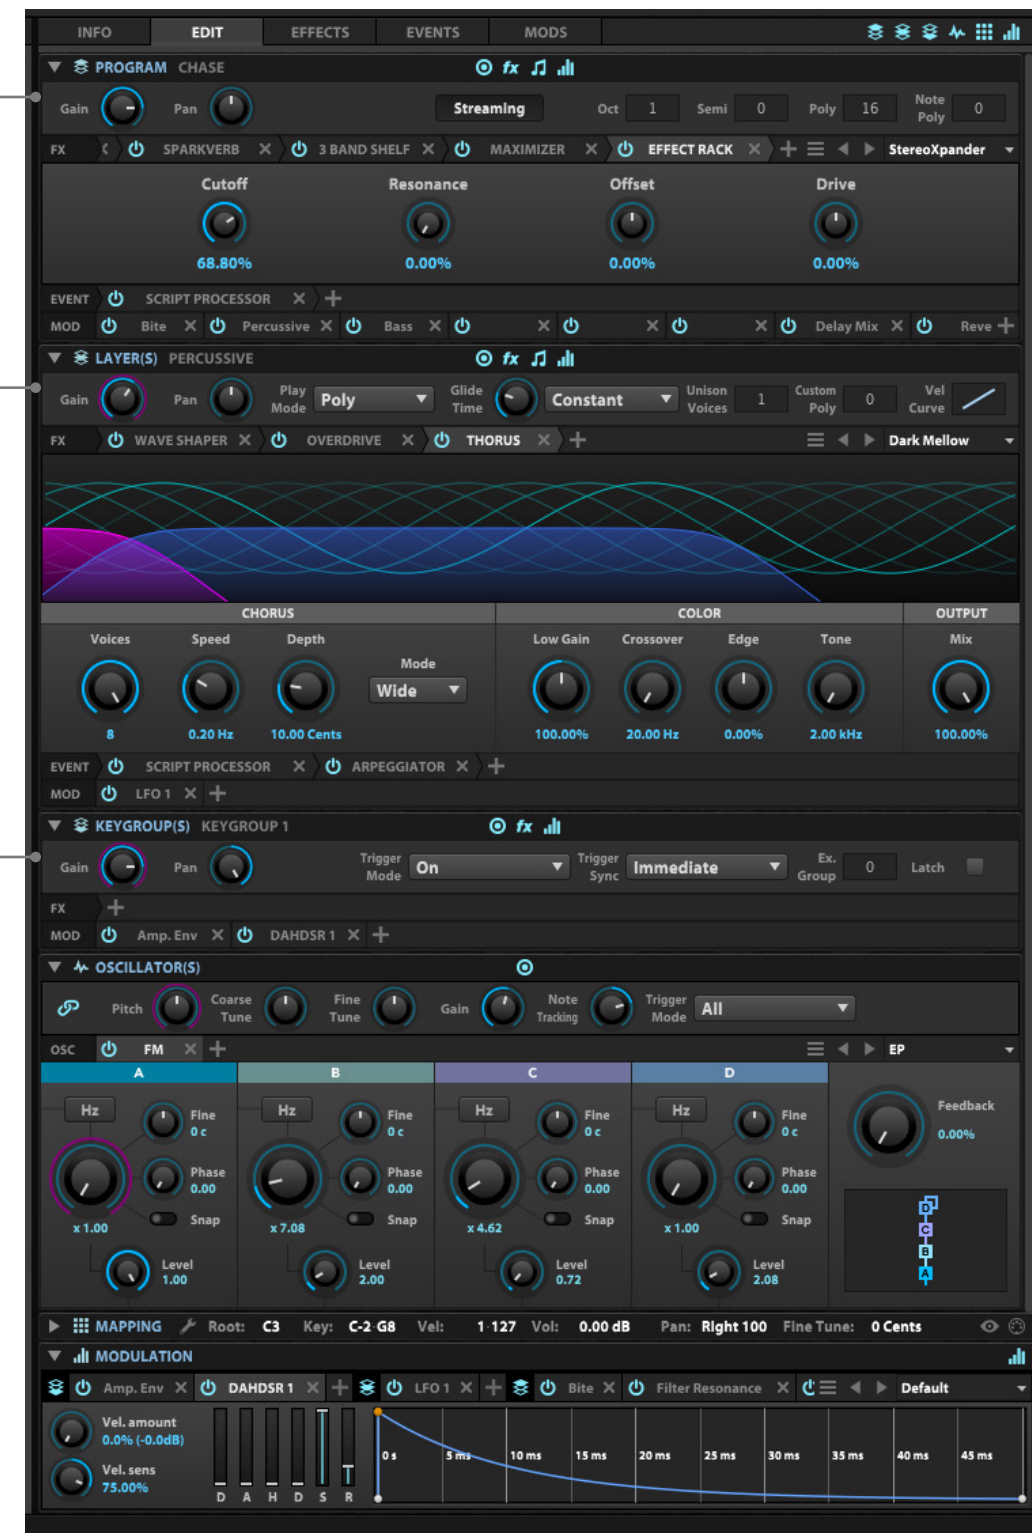 INFO EDIT EFFECTS EVENTS MODS
PROGRAM CHASE fx
Gain Pan Streaming Oct 1 Semi 0 Poly 16 Note Poly 0
FX SPARKVERB 3 BAND SHELF MAXIMIZER EFFECT RACK StereoXpander
Cutoff Resonance Offset Drive
68.80% 0.00% 0.00% 0.00%
EVENT SCRIPT PROCESSOR
MOD Bite Percussive Bass Delay Mix Reve
LAYER(S) PERCUSSIVE fx
Gain Pan Play Mode Poly Glide Time Constant Unison Voices 1 Custom Poly 0 Vel Curve
FX WAVE SHAPER OVERDRIVE THORUS Dark Mellow
CHORUS COLOR OUTPUT
Voices Speed Depth Mode Low Gain Crossover Edge Tone Mix
Wide
8 0.20 Hz 10.00 Cents 100.00% 20.00 Hz 0.00% 2.00 kHz 100.00%
EVENT SCRIPT PROCESSOR ARPEGGIATOR
MOD LFO 1
KEYGROUP(S) KEYGROUP 1 fx
Gain Pan Trigger Mode On Trigger Sync Immediate Ex. Group 0 Latch
FX
MOD Amp. Env DAHDSR 1
OSCILLATOR(S)
Pitch Coarse Tune Fine Tune Gain Note Tracking Trigger Mode All
OSC FM EP
A B C D
Hz Fine Hz Fine Hz Fine Hz Fine Feedback
0 c 0 c 0 c 0 c 0.00%
Phase Phase Phase Phase
0.00 0.00 0.00 0.00
x 1.00 Snap x 7.08 Snap x 4.62 Snap x 1.00 Snap
Level Level Level Level
1.00 2.00 0.72 2.08
D
C
B
A
MAPPING Root: C3 Key: C-2-G8 Vel: 1-127 Vol: 0.00 dB Pan: Right 100 Fine Tune: 0 Cents
MODULATION
Amp. Env DAHDSR 1 LFO 1 Bite Filter Resonance Default
Vel. amount
0.0% (-0.0dB)
0 s 5 ms 10 ms 15 ms 20 ms 25 ms 30 ms 35 ms 40 ms 45 ms
Vel. sens
75.00%
D A H D S R